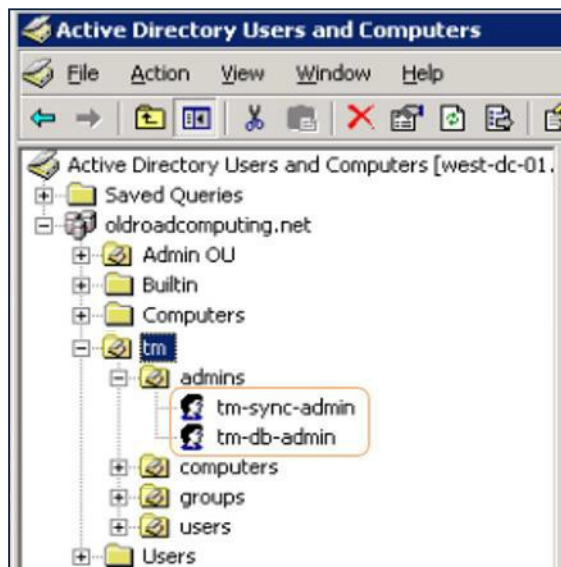 Active Directory Users and Computers
File Action View Window Help
Active Directory Users and Computers [west-dc-01.
Saved Queries
oldroadcomputing.net
Admin OU
Builtin
Computers
tm
admins
tm-sync-admin
tm-db-admin
computers
groups
users
Users